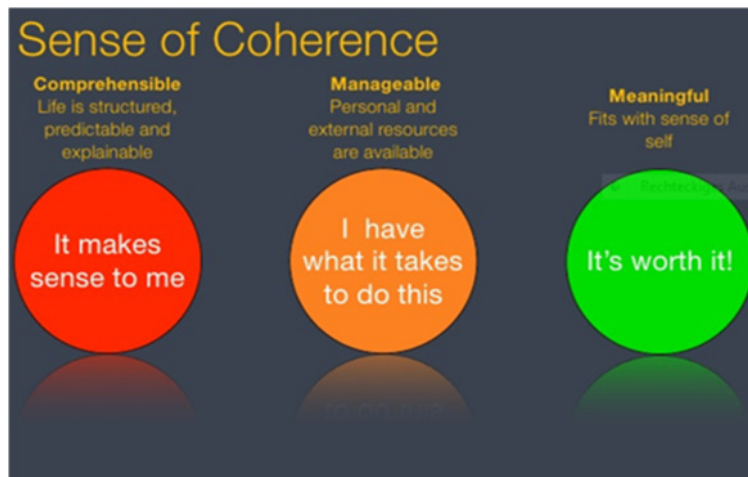 Sense of Coherence
Comprehensible
Life is structured,
predictable and
explainable
Manageable
Personal and
external resources
are available
Meaningful
Fits with sense of
self
Rechteckiges
It makes
sense to me
I have
what it takes
to do this
It's worth it!